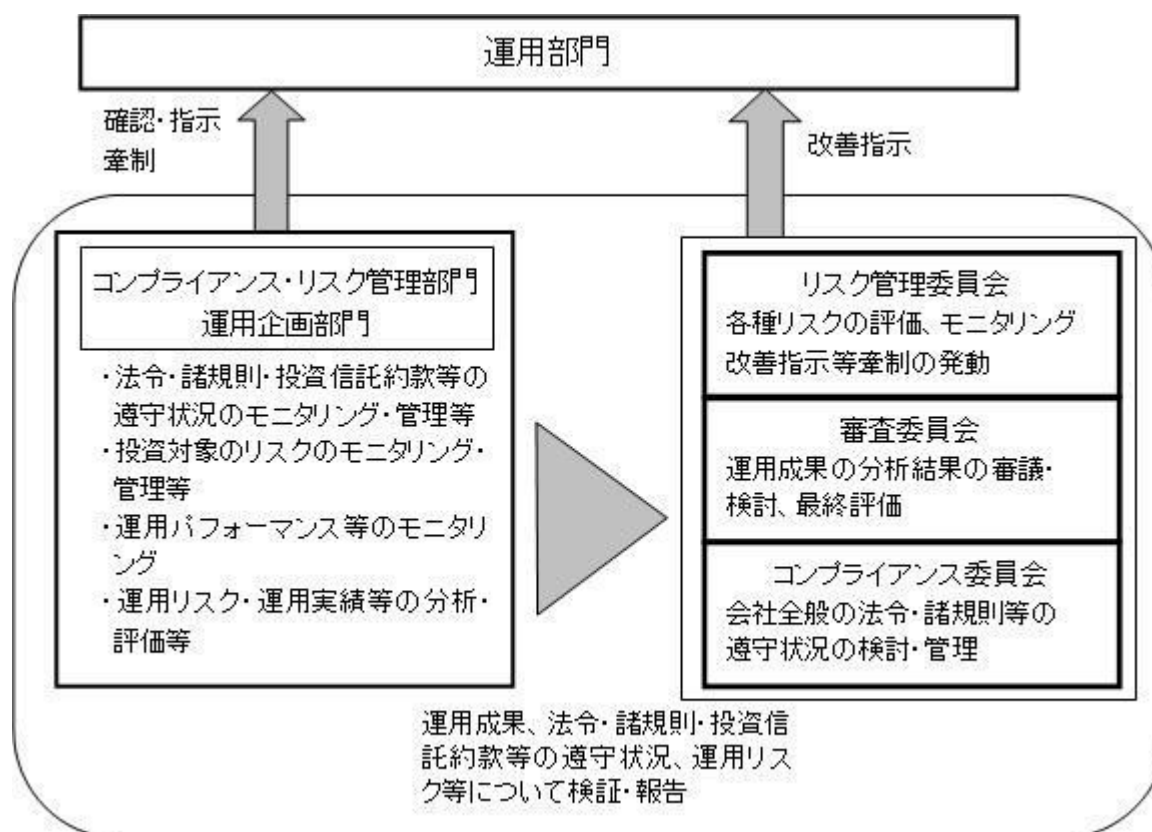 運用部門
確認・指示
牽制
改善指示
コンプライアンス・リスク管理部門
運用企画部門
・法令・諸規則・投資信託約款等の
遵守状況のモニタリング・管理等
・投資対象のリスクのモニタリング・
管理等
・運用パフォーマンス等のモニタリ
ング
・運用リスク・運用実績等の分析・
評価等
リスク管理委員会
各種リスクの評価、モニタリング
改善指示等牽制の発動
審査委員会
運用成果の分析結果の審議・
検討、最終評価
コンプライアンス委員会
会社全般の法令・諸規則等の
遵守状況の検討・管理
運用成果、法令・諸規則・投資信
託約款等の遵守状況、運用リス
ク等について検証・報告